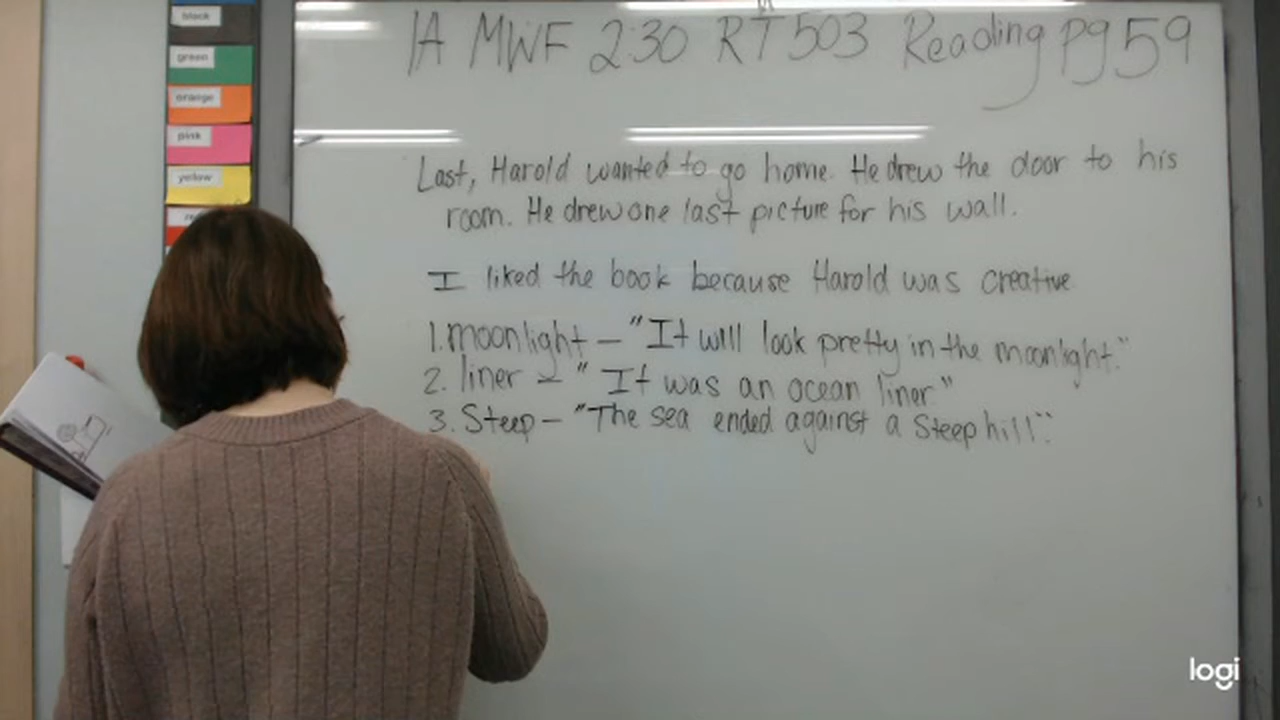 black
green
orange
pink
yellow
red
1A MWF 2:30 RT 503 Reading pg 59
Last, Harold wanted to go home. He drew the door to his
room. He drew one last picture for his wall.
I liked the book because Harold was creative
1. moonlight – "It will look pretty in the moonlight."
2. liner – "It was an ocean liner"
3. Steep – "The sea ended against a Steep hill".
logi